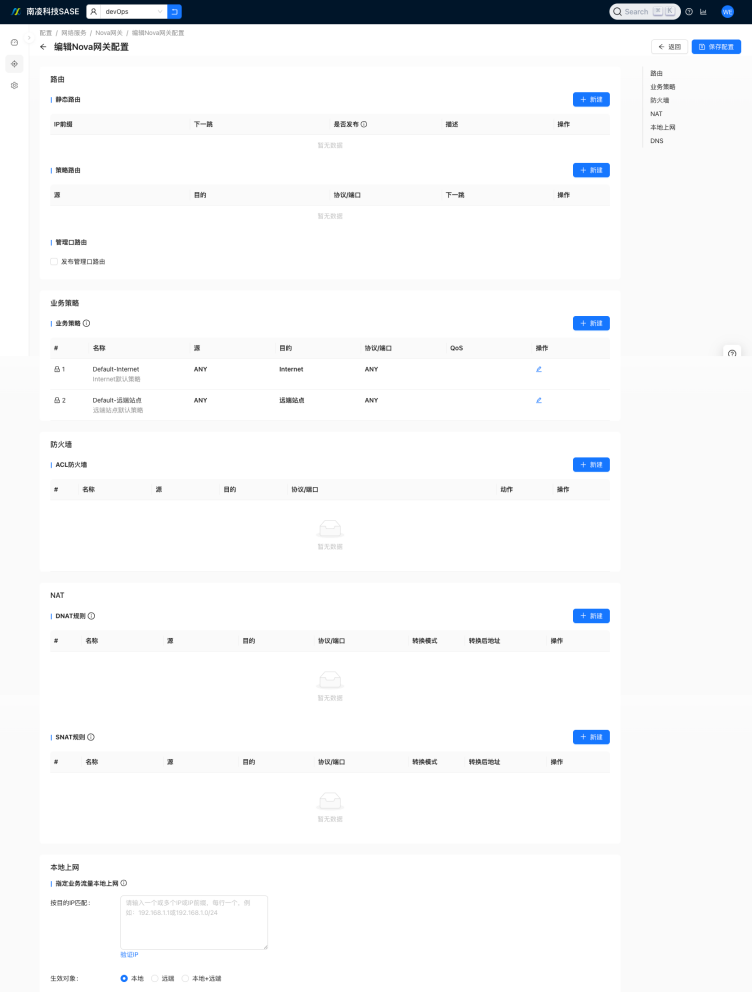 南凌科技SASE devOps Search ⌘ K WE
配置 / 网络服务 / Nova网关 / 编辑Nova网关配置
编辑Nova网关配置 返回 保存配置
路由
业务策略
防火墙
NAT
本地上网
DNS
路由
静态路由 新建
IP前缀 下一跳 是否发布 描述 操作
暂无数据
策略路由 新建
源 目的 协议/端口 下一跳 操作
暂无数据
管理口路由
发布管理口路由
业务策略
业务策略 新建
# 名称 源 目的 协议/端口 QoS 操作
1 Default-Internet ANY Internet ANY
Internet默认策略
2 Default-远端站点 ANY 远端站点 ANY
远端站点默认策略
防火墙
ACL防火墙 新建
# 名称 源 目的 协议/端口 动作 操作
暂无数据
NAT
DNAT规则 新建
# 名称 源 目的 协议/端口 转换模式 转换后地址 操作
暂无数据
SNAT规则 新建
# 名称 源 目的 协议/端口 转换模式 转换后地址 操作
暂无数据
本地上网
指定业务流量本地上网
按目的IP匹配: 请输入一个或多个IP或IP前缀，每行一个，例
如：192.168.1.1或192.168.1.0/24
验证IP
生效对象: 本地 远端 本地+远端